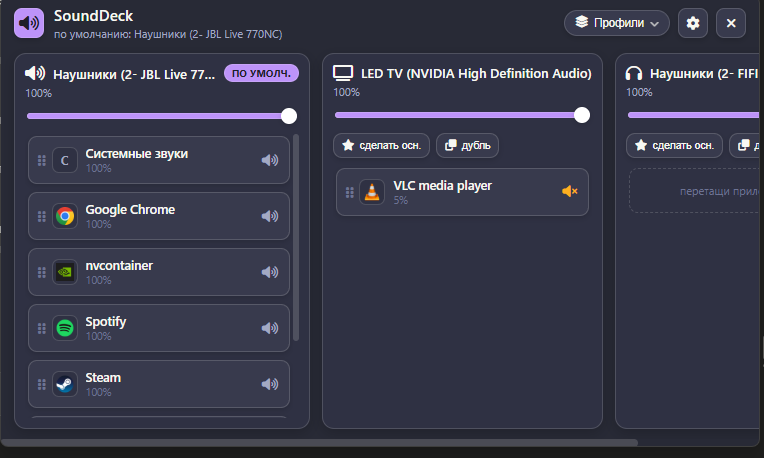 SoundDeck
по умолчанию: Наушники (2- JBL Live 770NC)
Профили
Наушники (2- JBL Live 77...
ПО УМОЛЧ.
100%
C
Системные звуки
100%
Google Chrome
100%
nvcontainer
100%
Spotify
100%
Steam
100%
LED TV (NVIDIA High Definition Audio)
100%
сделать осн.
дубль
VLC media player
5%
Наушники (2- FIFI
100%
сделать осн.
перетащи